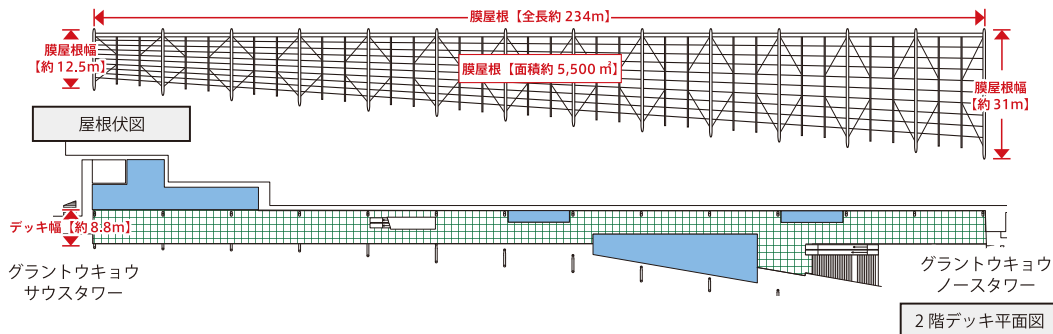 膜屋根【全長約 234m】
膜屋根幅
【約 12.5m】
膜屋根【面積約 5,500 ㎡】
膜屋根幅
【約 31m】
屋根伏図
デッキ幅【約 8.8m】
グラントウキョウ
サウスタワー
グラントウキョウ
ノースタワー
2 階デッキ平面図